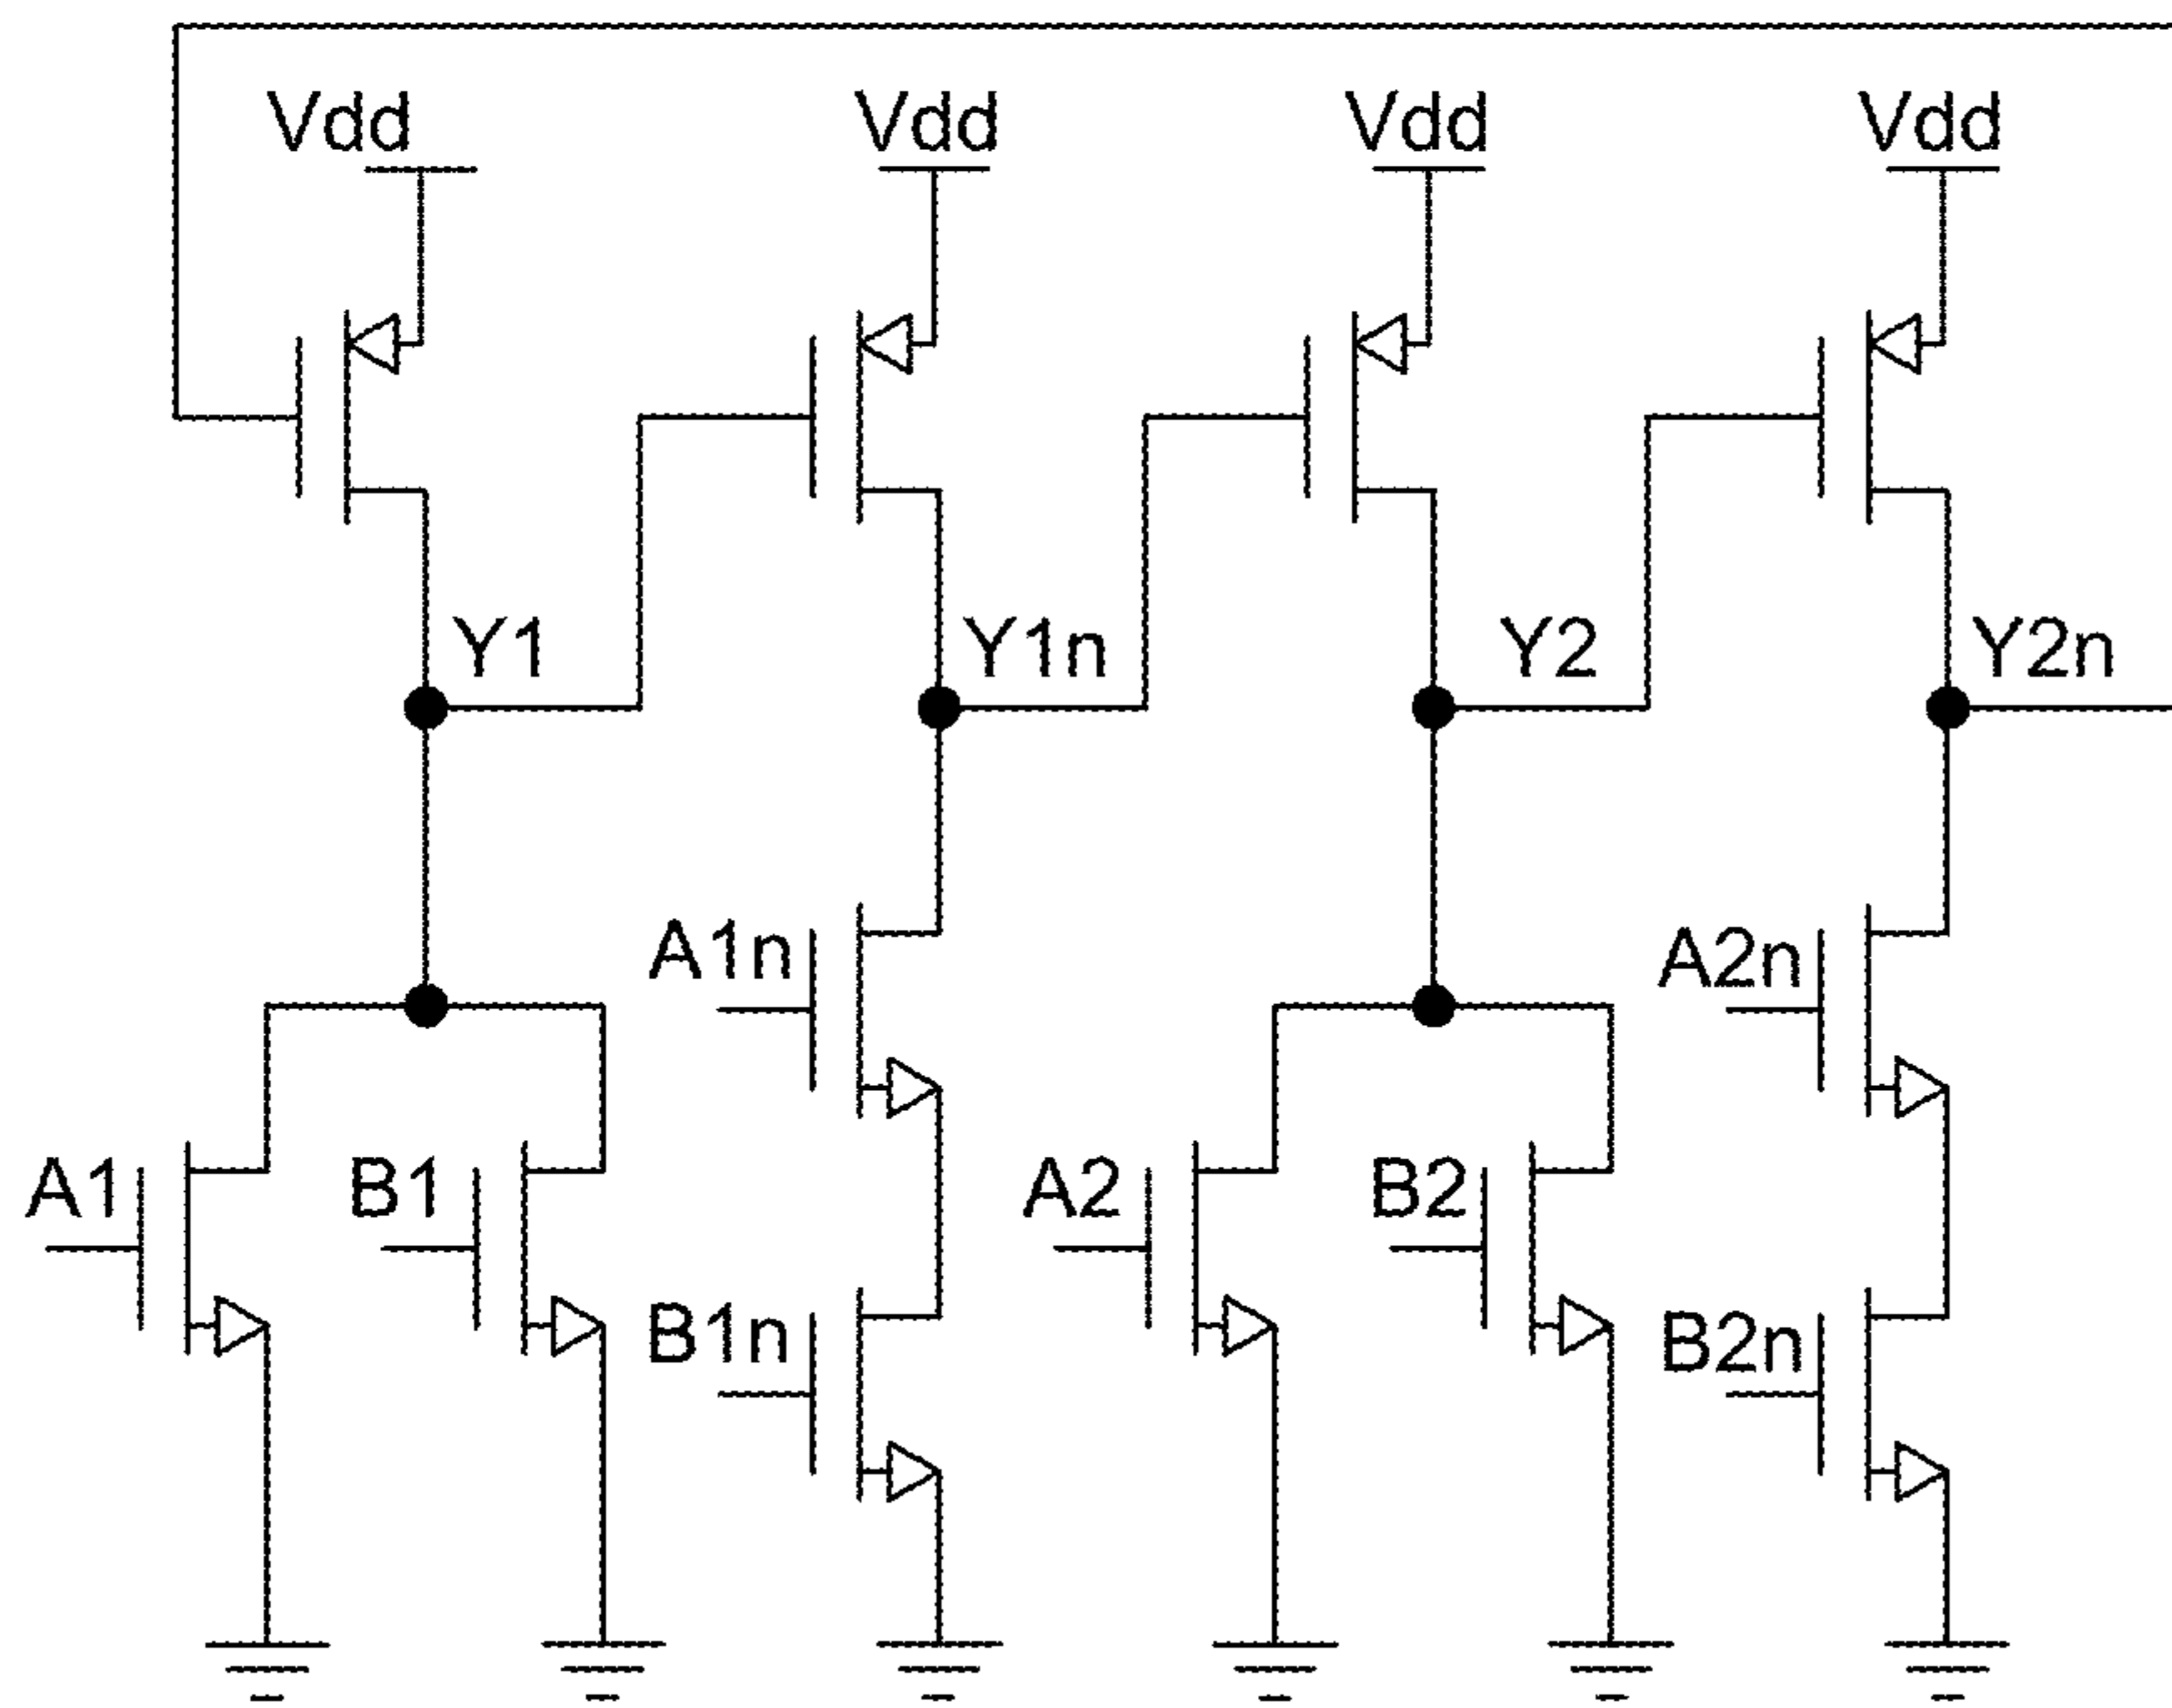 Vdd Vdd Vdd Vdd
Y1 Y1n Y2 Y2n
A1n A2n
A1 B1 A2 B2
B1n B2n